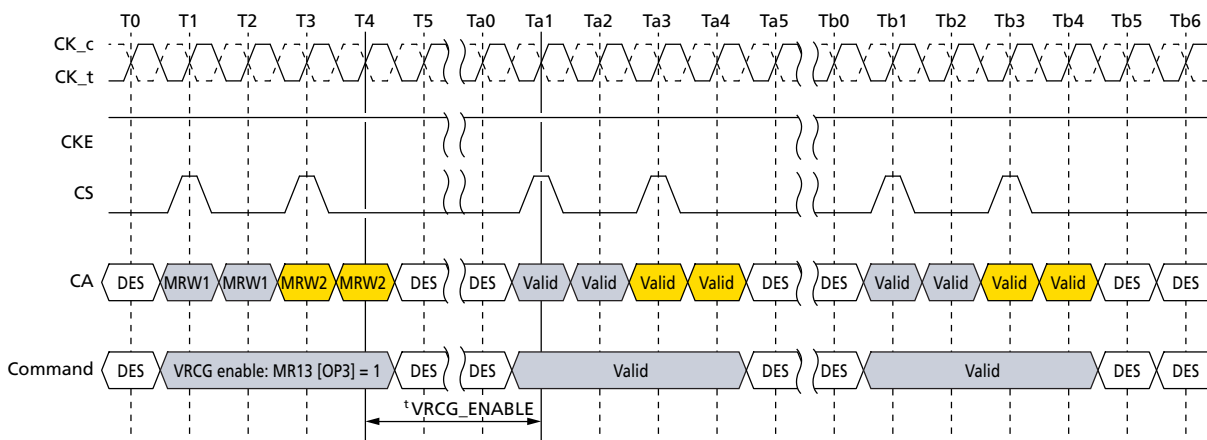 T0 T1 T2 T3 T4 T5 Ta0 Ta1 Ta2 Ta3 Ta4 Ta5 Tb0 Tb1 Tb2 Tb3 Tb4 Tb5 Tb6
CK_c
CK_t
CKE
CS
CA DES MRW1 MRW1 MRW2 MRW2 DES DES Valid Valid Valid Valid DES DES Valid Valid Valid Valid DES DES
Command DES VRCG enable: MR13 [OP3] = 1 DES DES Valid DES DES Valid DES DES
tVRCG_ENABLE